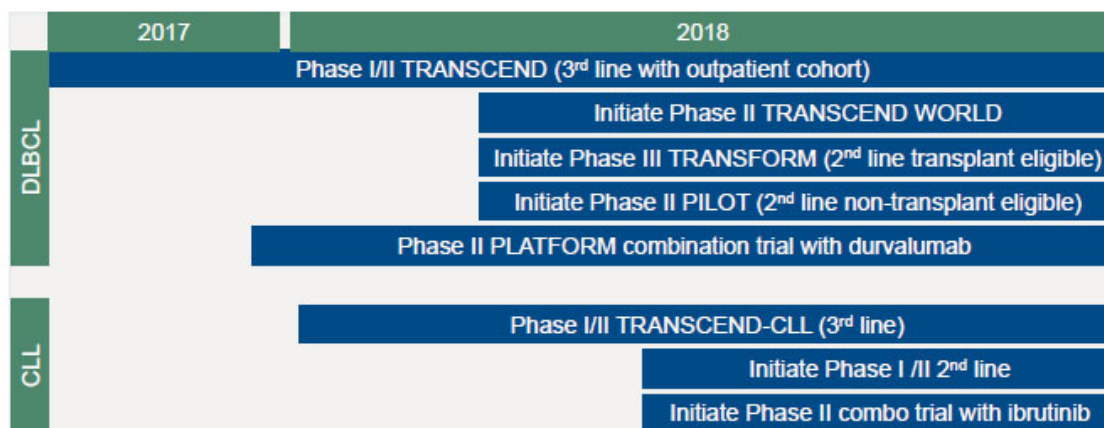 2017
2018
DLBCL
Phase I/II TRANSCEND (3rd line with outpatient cohort)
Initiate Phase II TRANSCEND WORLD
Initiate Phase III TRANSFORM (2nd line transplant eligible)
Initiate Phase II PILOT (2nd line non-transplant eligible)
Phase II PLATFORM combination trial with durvalumab
CLL
Phase I/II TRANSCEND-CLL (3rd line)
Initiate Phase I /II 2nd line
Initiate Phase II combo trial with ibrutinib